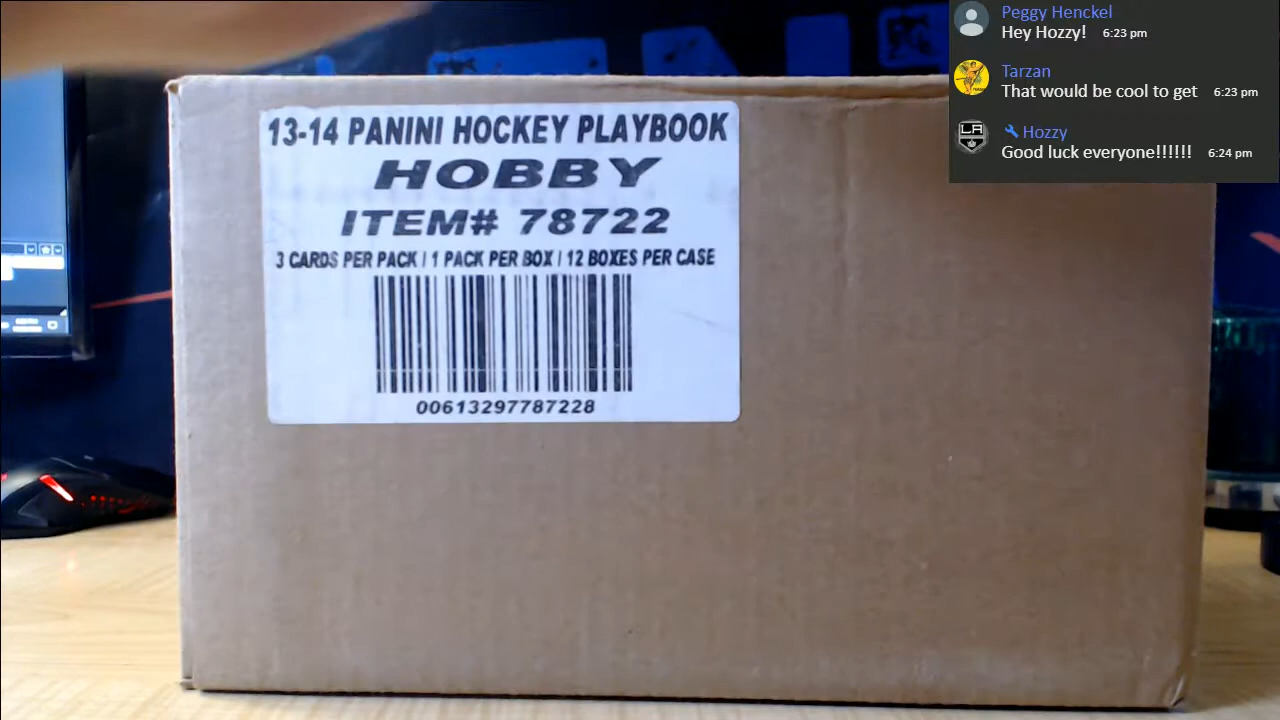 13-14 PANINI HOCKEY PLAYBOOK
HOBBY
ITEM# 78722
3 CARDS PER PACK / 1 PACK PER BOX / 12 BOXES PER CASE
00613297787228
Peggy Henckel
Hey Hozzy! 6:23 pm
Tarzan
That would be cool to get 6:23 pm
LA
Hozzy
Good luck everyone!!!!!! 6:24 pm